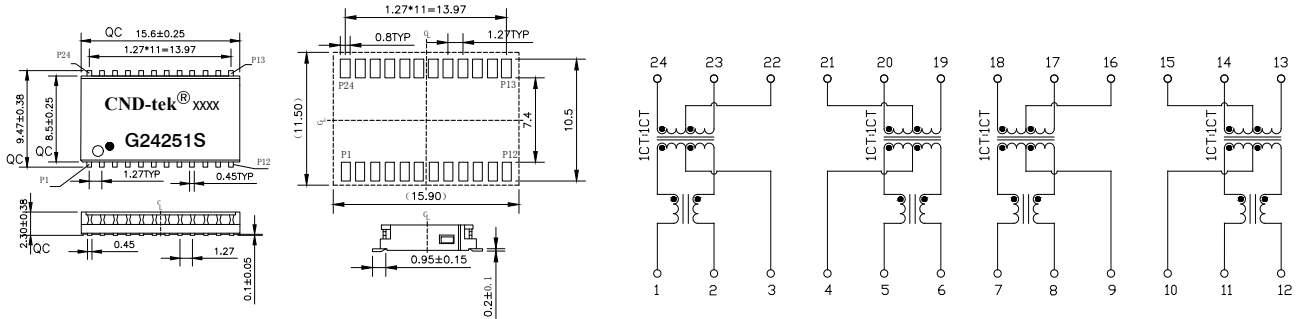 QC 15.6±0.25
1.27*11=13.97
P24
P13
9.47±0.38
8.5±0.25
CND-tek® XXXX
G24251S
QC
QC
P1
P12
1.27TYP
0.45TYP
2.30±0.38
QC
0.45
1.27
0.1±0.05
1.27*11=13.97
0.8TYP
1.27TYP
P24
P13
(11.50)
7.4
10.5
P1
P12
(15.90)
0.95±0.15
0.2±0.1
24 23 22 21 20 19 18 17 16 15 14 13
1CT:1CT
1CT:1CT
1CT:1CT
1CT:1CT
1 2 3 4 5 6 7 8 9 10 11 12